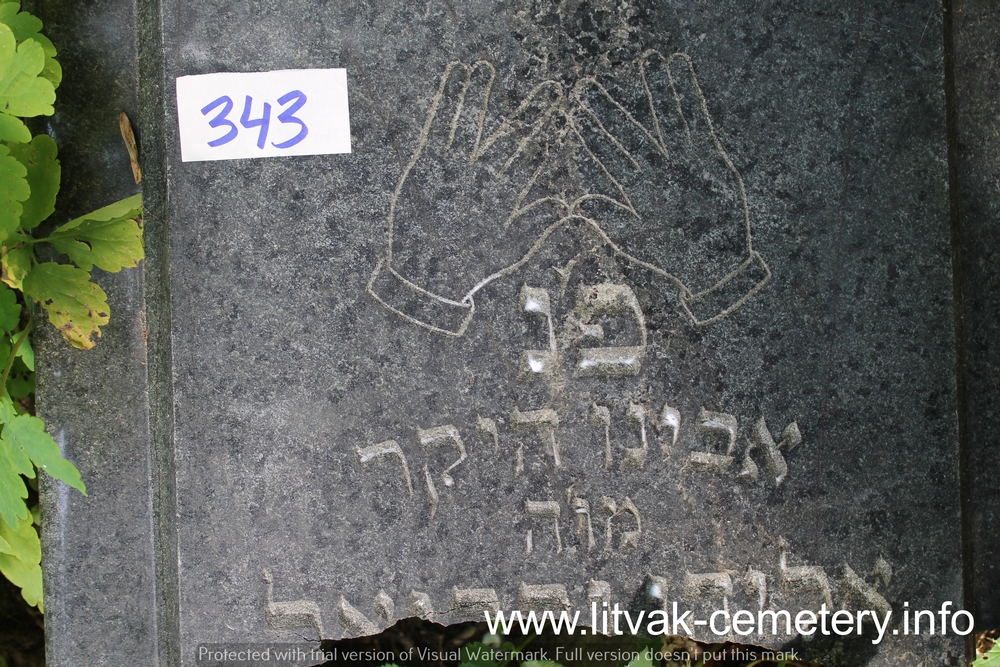 343
פנ
אבינו היקר
מו׳ה
www.litvak-cemetery.info
Protected with trial version of Visual Watermark. Full version doesn't put this mark.